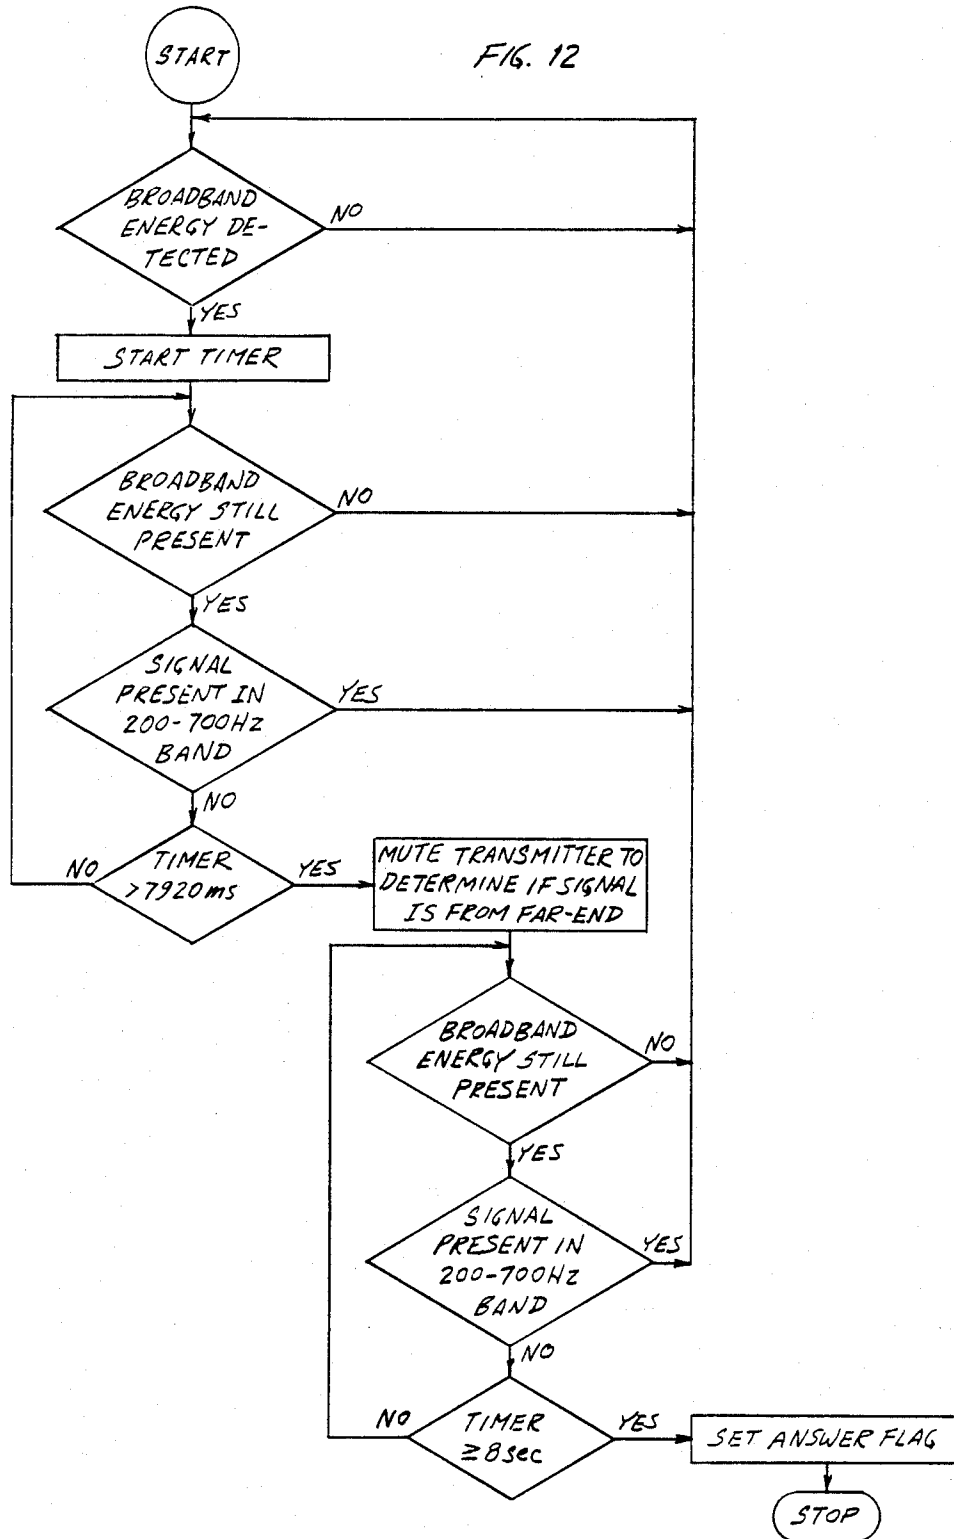 START
FIG. 12
BROADBAND
ENERGY DE-
TECTED
NO
YES
START TIMER
BROADBAND
ENERGY STILL
PRESENT
NO
YES
SIGNAL
PRESENT IN
200-700Hz
BAND
YES
NO
TIMER
>7920ms
NO
YES
MUTE TRANSMITTER TO
DETERMINE IF SIGNAL
IS FROM FAR-END
BROADBAND
ENERGY STILL
PRESENT
NO
YES
SIGNAL
PRESENT IN
200-700Hz
BAND
YES
NO
TIMER
≥8sec
NO
YES
SET ANSWER FLAG
STOP